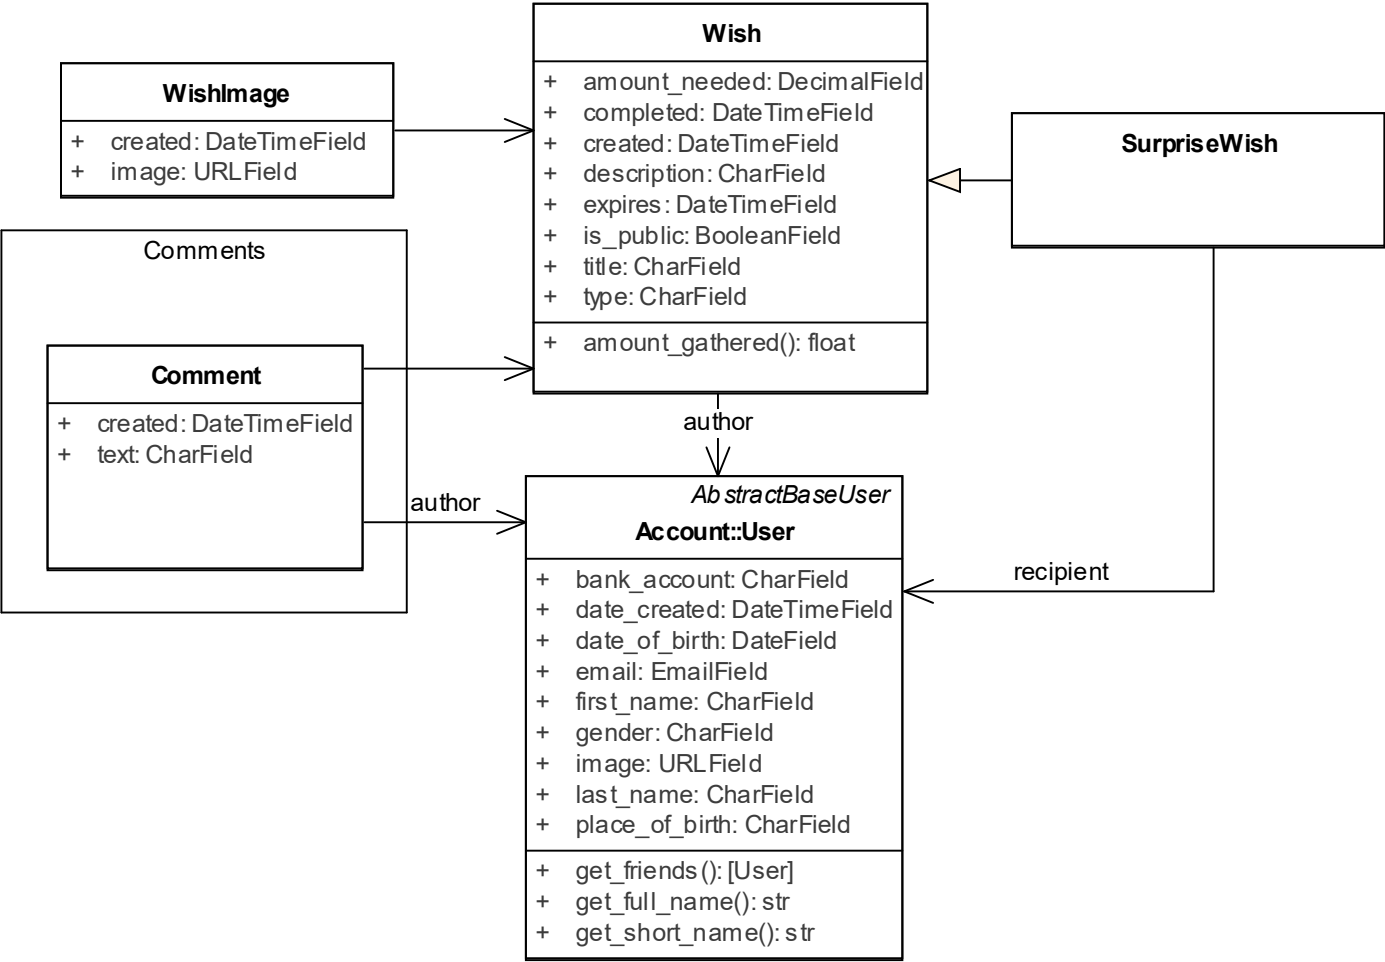 Wish
+ amount_needed: DecimalField
+ completed: DateTimeField
+ created: DateTimeField
+ description: CharField
+ expires: DateTimeField
+ is_public: BooleanField
+ title: CharField
+ type: CharField
+ amount_gathered(): float
WishImage
+ created: DateTimeField
+ image: URLField
SurpriseWish
Comments
Comment
+ created: DateTimeField
+ text: CharField
author
author
recipient
AbstractBaseUser
Account::User
+ bank_account: CharField
+ date_created: DateTimeField
+ date_of_birth: DateField
+ email: EmailField
+ first_name: CharField
+ gender: CharField
+ image: URLField
+ last_name: CharField
+ place_of_birth: CharField
+ get_friends(): [User]
+ get_full_name(): str
+ get_short_name(): str